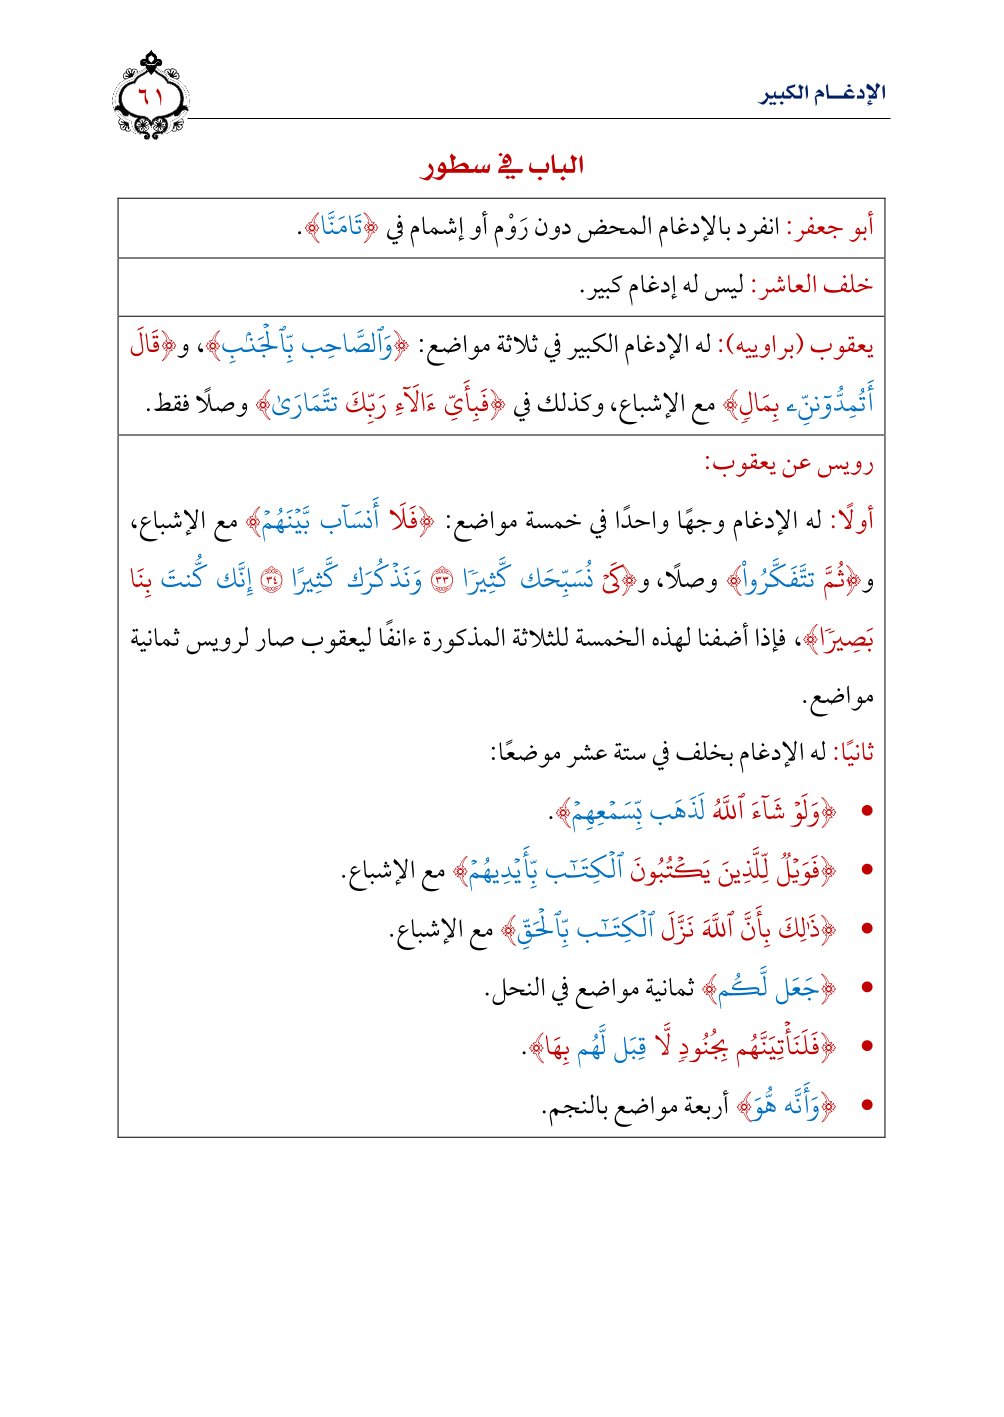 الإدغـام الكبير
٦١
الباب في سطور
أبو جعفر: انفرد بالإدغام المحض دون رَوْم أو إشمام في ﴿تَامَنَّا﴾.
خلف العاشر: ليس له إدغام كبير.
يعقوب (براوييه): له الإدغام الكبير في ثلاثة مواضع: ﴿وَٱلصَّاحِب بِّٱلْجَنۢبِ﴾، و﴿قَالَ
أَتُمِدُّوٓنَنِّۦ بِمَالٍ﴾ مع الإشباع، وكذلك في ﴿فَبِأَيِّ ءَالَآءِ رَبِّكَ تَّتَمَارَىٰ﴾ وصلًا فقط.
رويس عن يعقوب:
أولًا: له الإدغام وجهًا واحدًا في خمسة مواضع: ﴿فَلَا أَنسَآب بَّيْنَهُمْ﴾ مع الإشباع،
و﴿ثُمَّ تَّتَفَكَّرُواْ﴾ وصلًا، و﴿كَىْ نُسَبِّحَك كَّثِيرًا ٣٣ وَنَذْكُرَك كَّثِيرًا ٣٤ إِنَّك كُّنتَ بِنَا
بَصِيرًا﴾، فإذا أضفنا لهذه الخمسة للثلاثة المذكورة ءانفًا ليعقوب صار لرويس ثمانية
مواضع.
ثانيًا: له الإدغام بخلف في ستة عشر موضعًا:
• ﴿وَلَوْ شَآءَ ٱللَّهُ لَذَهَب بِّسَمْعِهِمْ﴾.
• ﴿فَوَيْلٌ لِّلَّذِينَ يَكْتُبُونَ ٱلْكِتَٰٓب بِّأَيْدِيهُمْ﴾ مع الإشباع.
• ﴿ذَٰلِكَ بِأَنَّ ٱللَّهَ نَزَّلَ ٱلْكِتَٰٓب بِّٱلْحَقِّ﴾ مع الإشباع.
• ﴿جَعَل لَّكُم﴾ ثمانية مواضع في النحل.
• ﴿فَلَنَأْتِيَنَّهُم بِجُنُودٍ لَّا قِبَل لَّهُم بِهَا﴾.
• ﴿وَأَنَّه هُّوَ﴾ أربعة مواضع بالنجم.